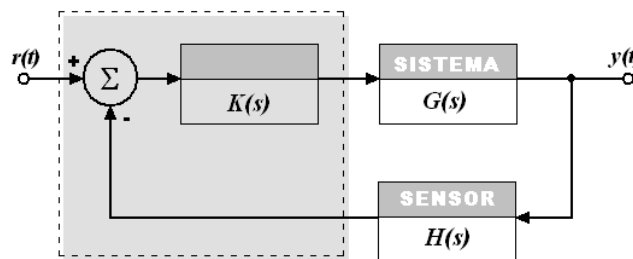 r(t)
+
Σ
-
K(s)
SISTEMA
G(s)
y(t)
SENSOR
H(s)